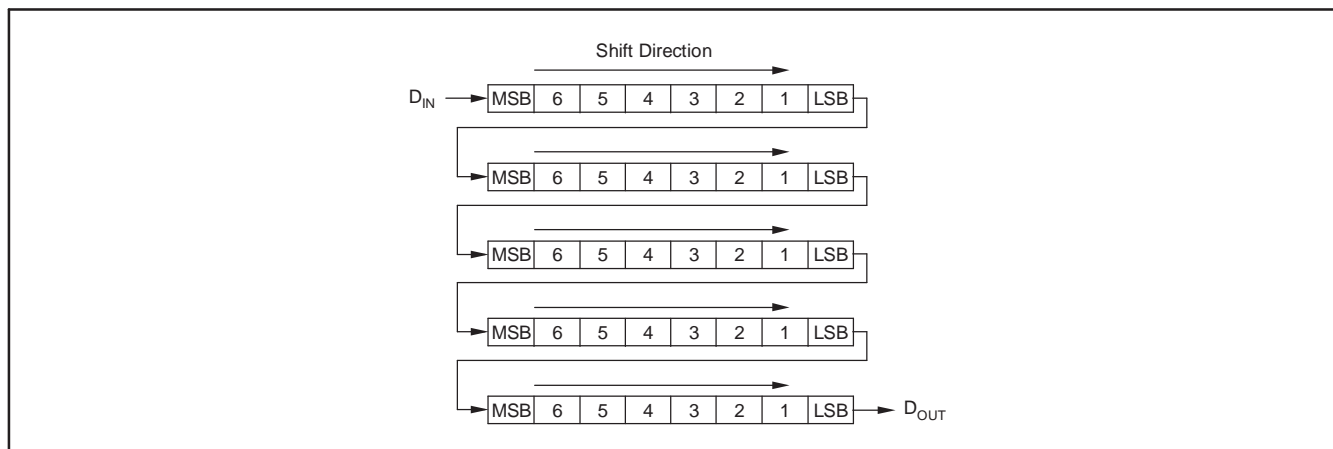 Shift Direction
D_IN MSB 6 5 4 3 2 1 LSB
MSB 6 5 4 3 2 1 LSB
MSB 6 5 4 3 2 1 LSB
MSB 6 5 4 3 2 1 LSB
MSB 6 5 4 3 2 1 LSB D_OUT